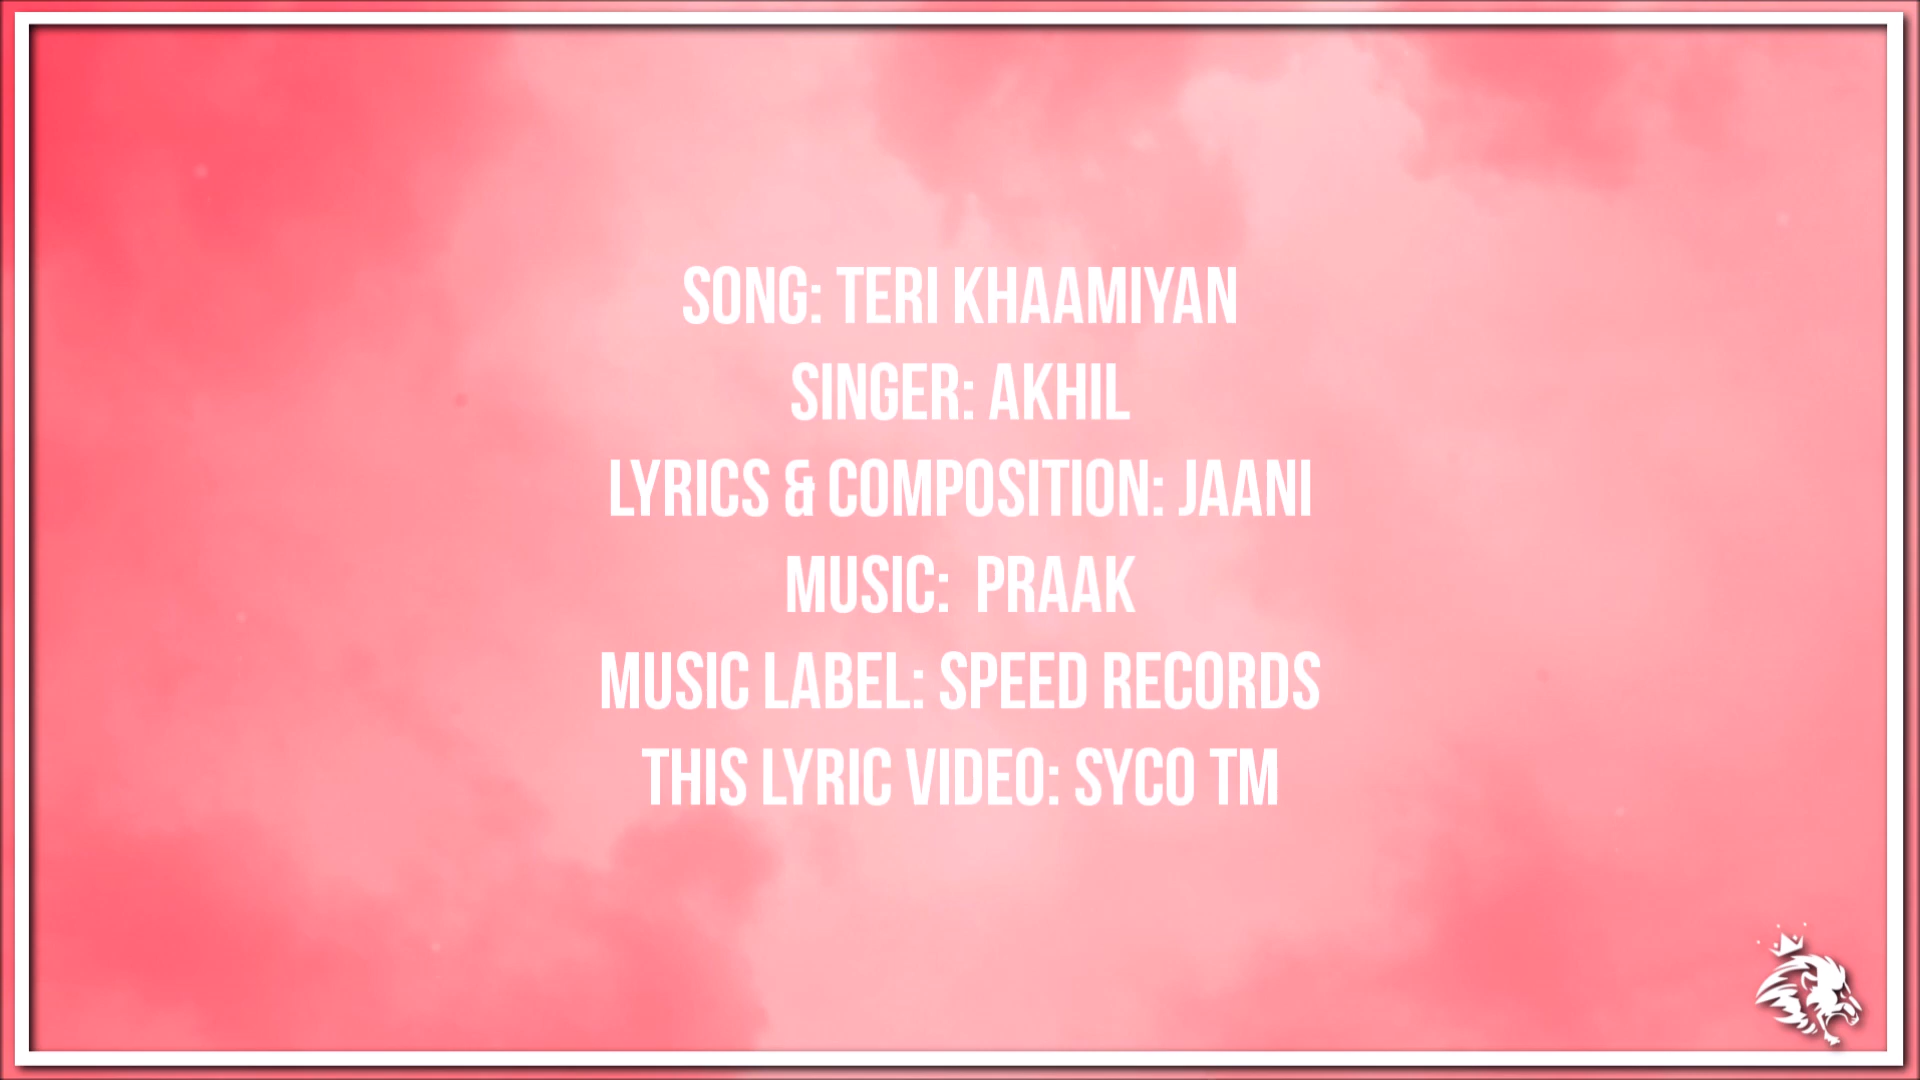 SONG: TERI KHAAMIYAN
SINGER: AKHIL
LYRICS & COMPOSITION: JAANI
MUSIC:  PRAAK
MUSIC LABEL: SPEED RECORDS
THIS LYRIC VIDEO: SYCO TM